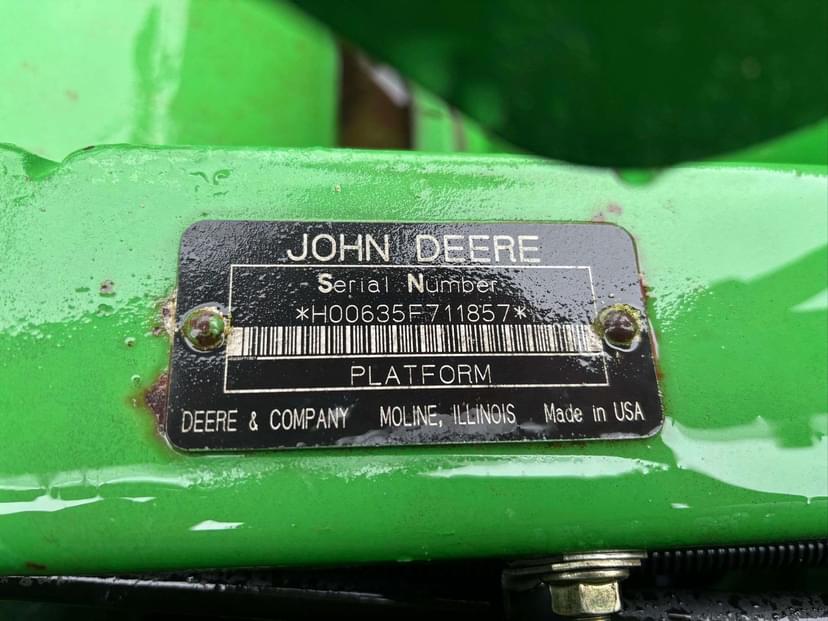 JOHN DEERE
Serial Number
*H00635F711857*
PLATFORM
DEERE & COMPANY MOLINE, ILLINOIS Made in USA